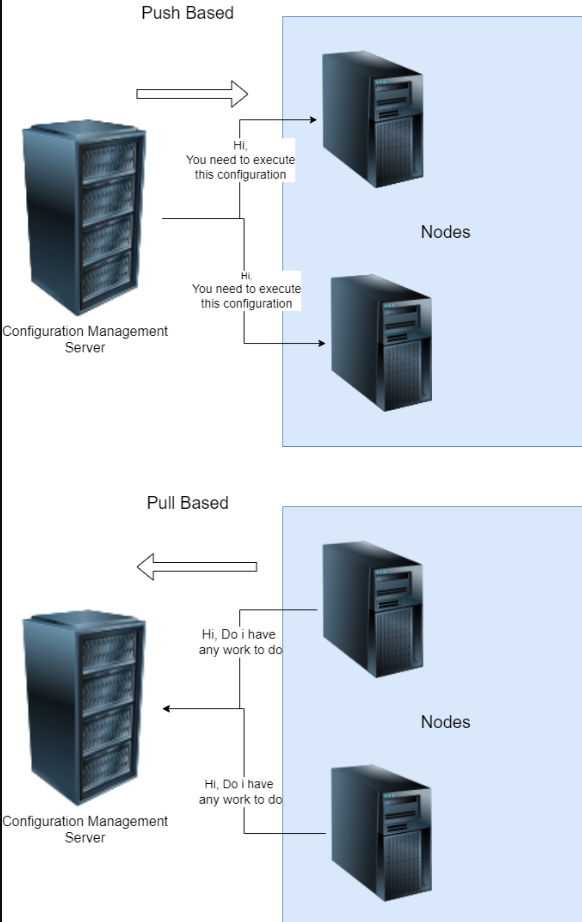 Push Based
Hi,
You need to execute
this configuration
Nodes
Hi,
You need to execute
this configuration
Configuration Management
Server
Pull Based
Hi, Do i have
any work to do
Nodes
Hi, Do i have
any work to do
Configuration Management
Server